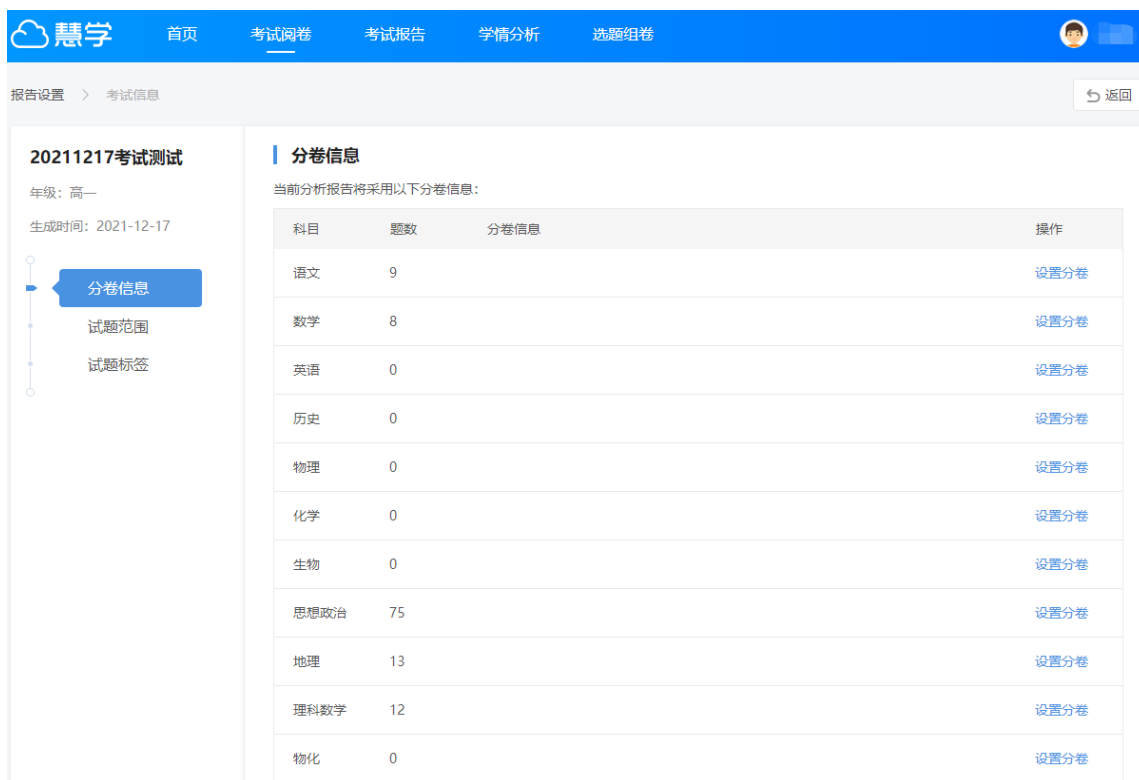 慧学 首页 考试阅卷 考试报告 学情分析 选题组卷
报告设置 > 考试信息 返回
20211217考试测试
年级：高一
生成时间：2021-12-17
分卷信息
试题范围
试题标签
分卷信息
当前分析报告将采用以下分卷信息：
科目 题数 分卷信息 操作
语文 9 设置分卷
数学 8 设置分卷
英语 0 设置分卷
历史 0 设置分卷
物理 0 设置分卷
化学 0 设置分卷
生物 0 设置分卷
思想政治 75 设置分卷
地理 13 设置分卷
理科数学 12 设置分卷
物化 0 设置分卷